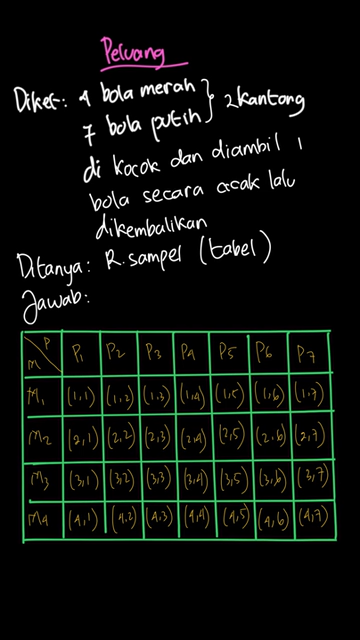 Peluang
Diket: 4 bola merah } 2 kantong
7 bola putih
di kocok dan diambil 1
bola secara acak lalu
dikembalikan
Ditanya: R. sampel (tabel)
Jawab:
M \ P P1 P2 P3 P4 P5 P6 P7
M1 (1,1) (1,2) (1,3) (1,4) (1,5) (1,6) (1,7)
M2 (2,1) (2,2) (2,3) (2,4) (2,5) (2,6) (2,7)
M3 (3,1) (3,2) (3,3) (3,4) (3,5) (3,6) (3,7)
M4 (4,1) (4,2) (4,3) (4,4) (4,5) (4,6) (4,7)